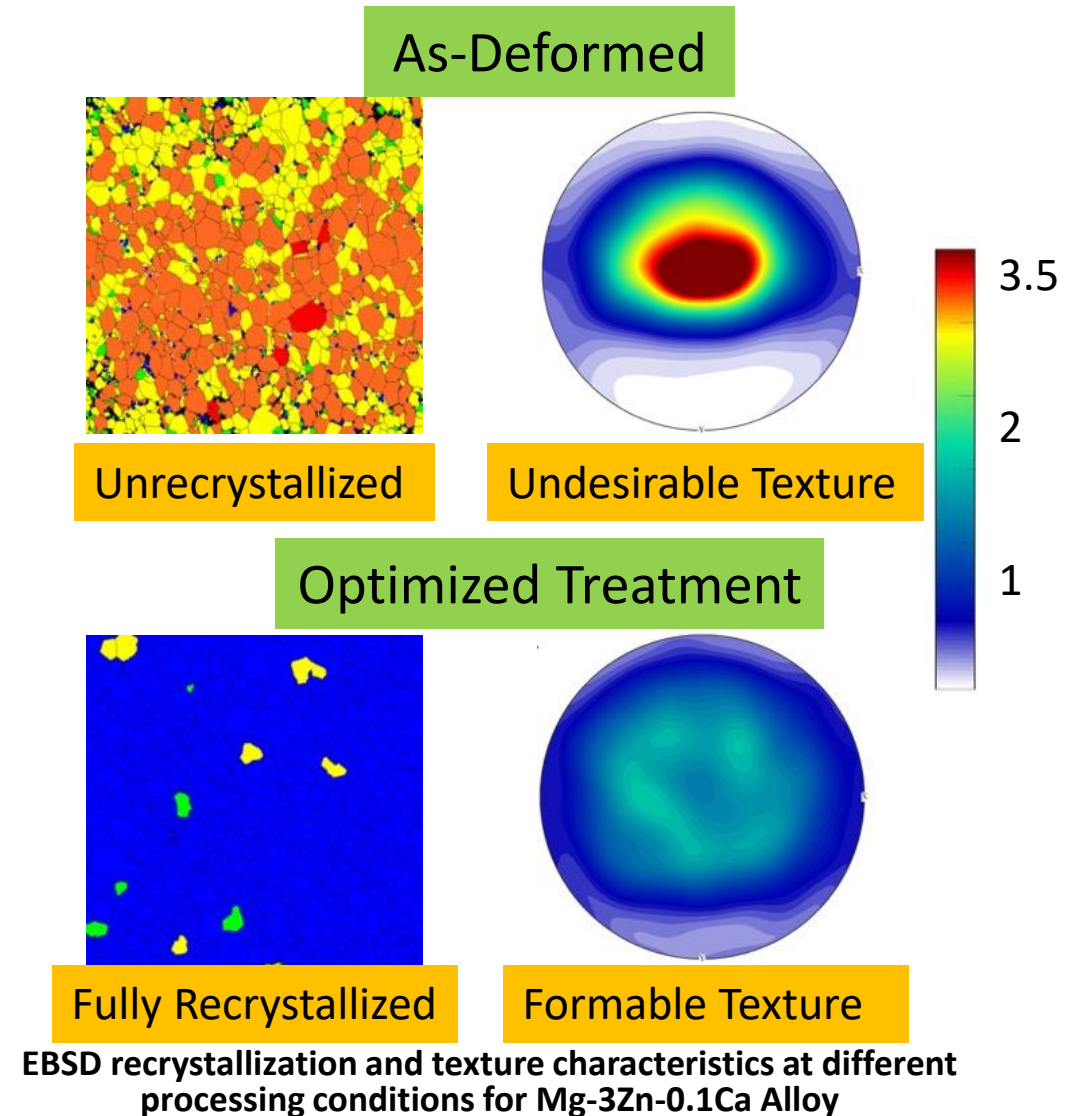 As-Deformed
Unrecrystallized
Undesirable Texture
3.5
2
1
Optimized Treatment
Fully Recrystallized
Formable Texture
EBSD recrystallization and texture characteristics at different
processing conditions for Mg-3Zn-0.1Ca Alloy